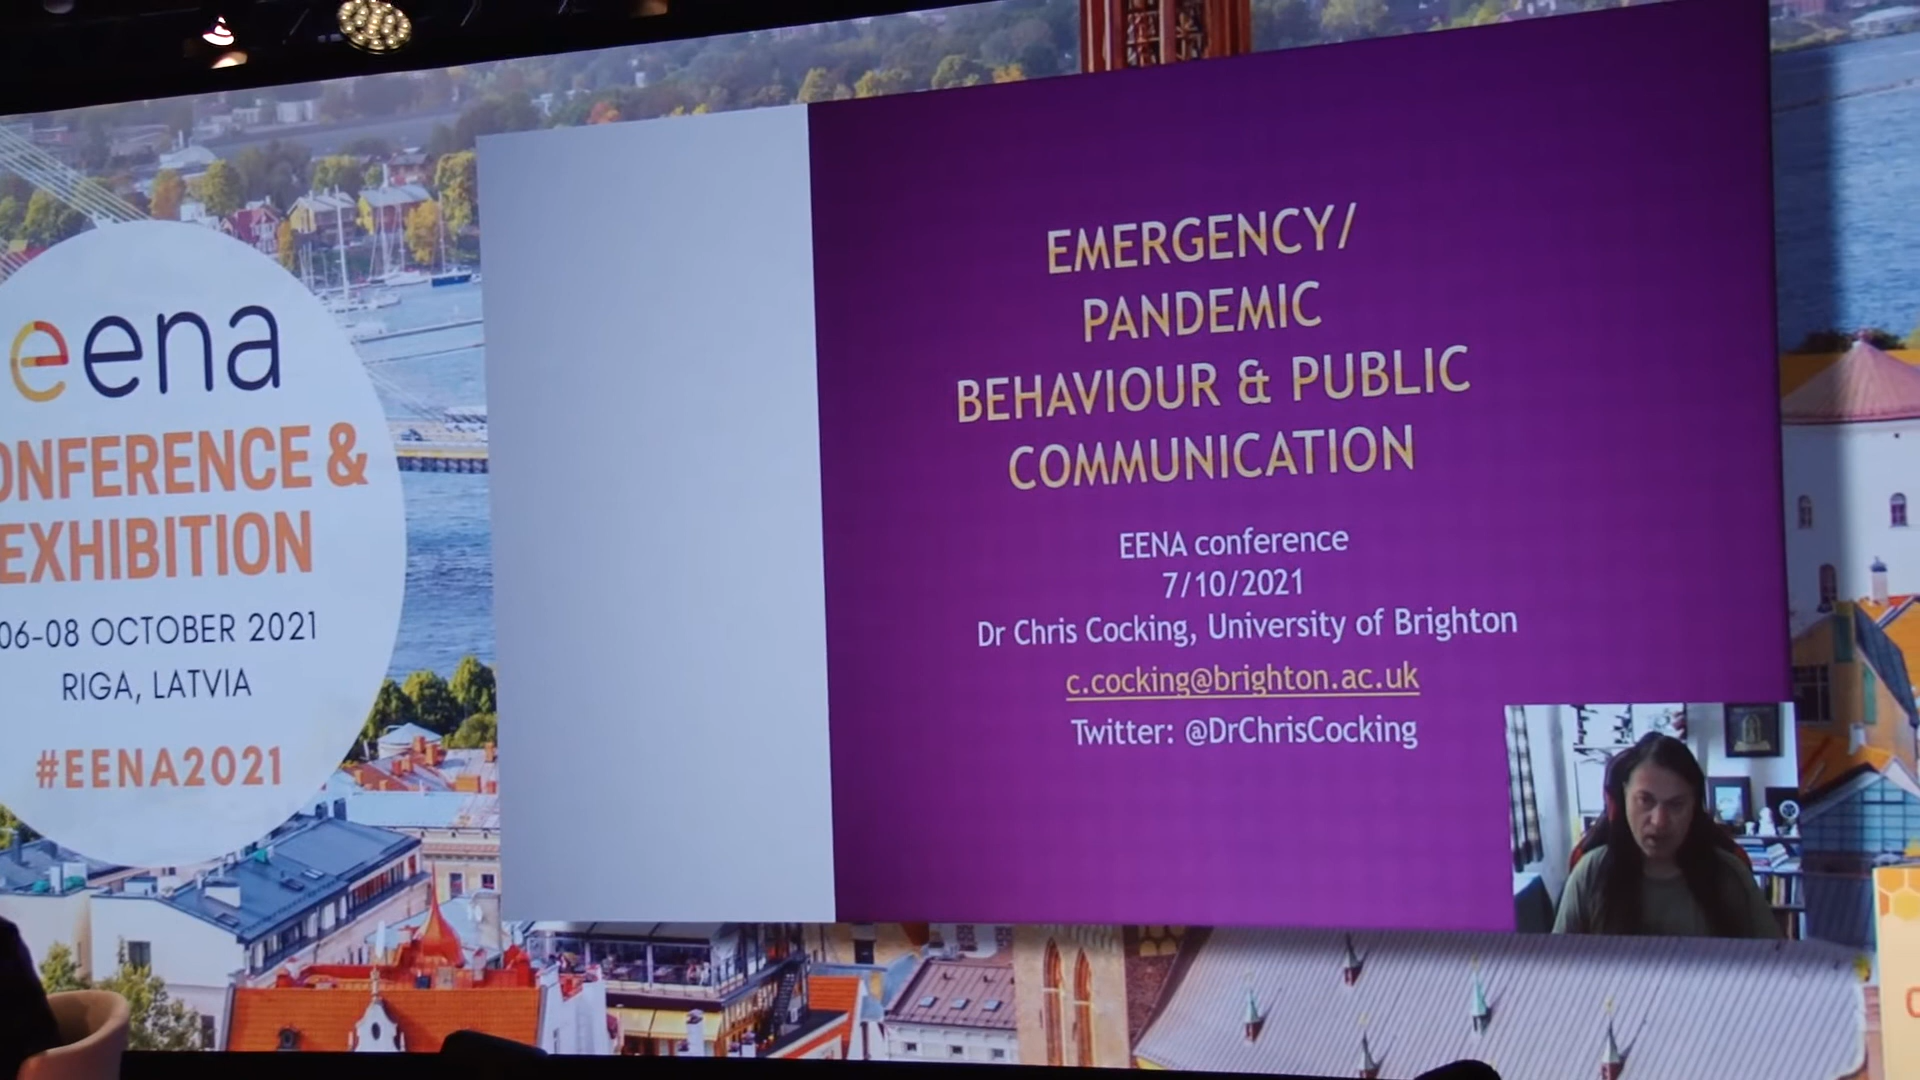 eena
ONFERENCE &
EXHIBITION
06-08 OCTOBER 2021
RIGA, LATVIA
#EENA2021
EMERGENCY/
PANDEMIC
BEHAVIOUR & PUBLIC
COMMUNICATION
EENA conference
7/10/2021
Dr Chris Cocking, University of Brighton
c.cocking@brighton.ac.uk
Twitter: @DrChrisCocking